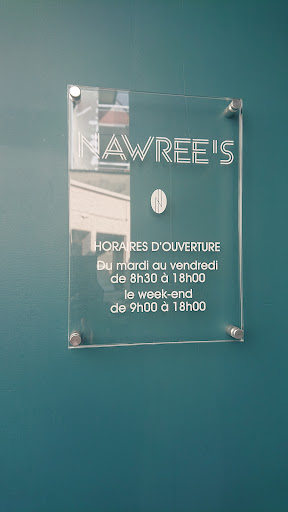 NAWREE'S
N
HORAIRES D'OUVERTURE
Du mardi au vendredi
de 8h30 à 18h00
le week-end
de 9h00 à 18h00